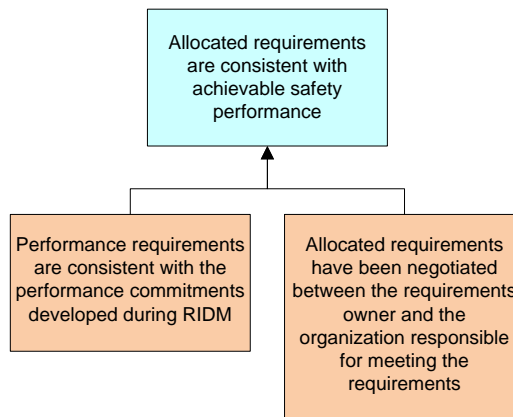 Allocated requirements
are consistent with
achievable safety
performance
Performance requirements
are consistent with the
performance commitments
developed during RIDM
Allocated requirements
have been negotiated
between the requirements
owner and the
organization responsible
for meeting the
requirements